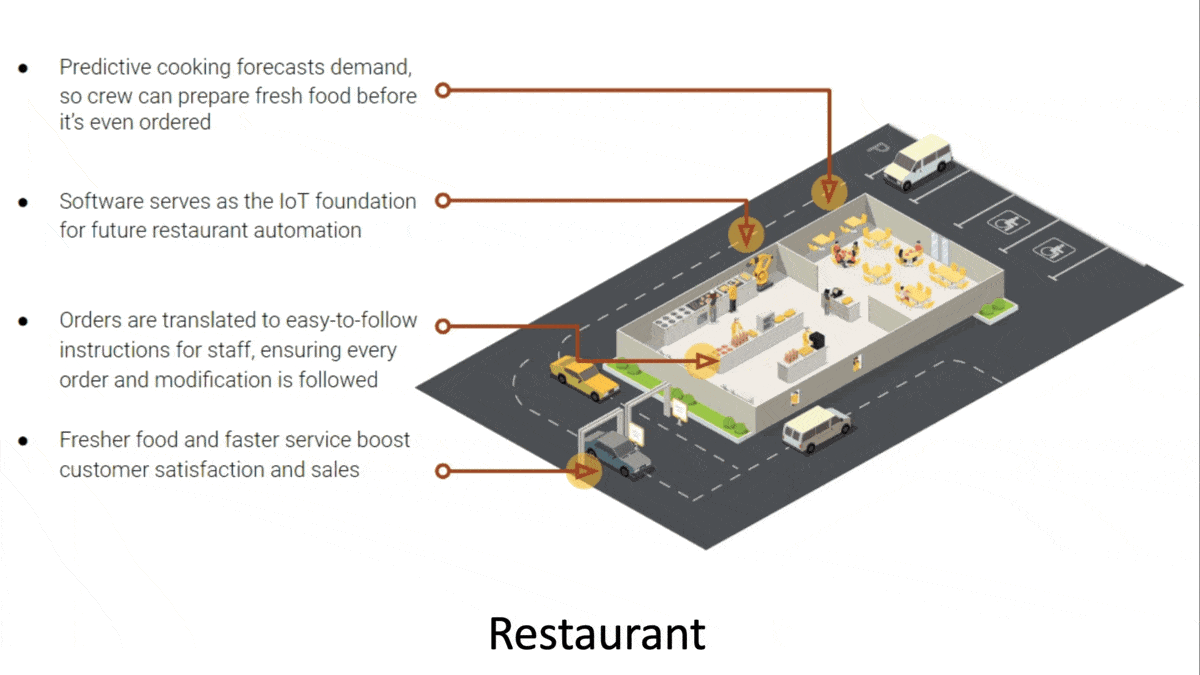 ● Predictive cooking forecasts demand,
so crew can prepare fresh food before
it's even ordered
● Software serves as the IoT foundation
for future restaurant automation
● Orders are translated to easy-to-follow
instructions for staff, ensuring every
order and modification is followed
● Fresher food and faster service boost
customer satisfaction and sales
P
Restaurant